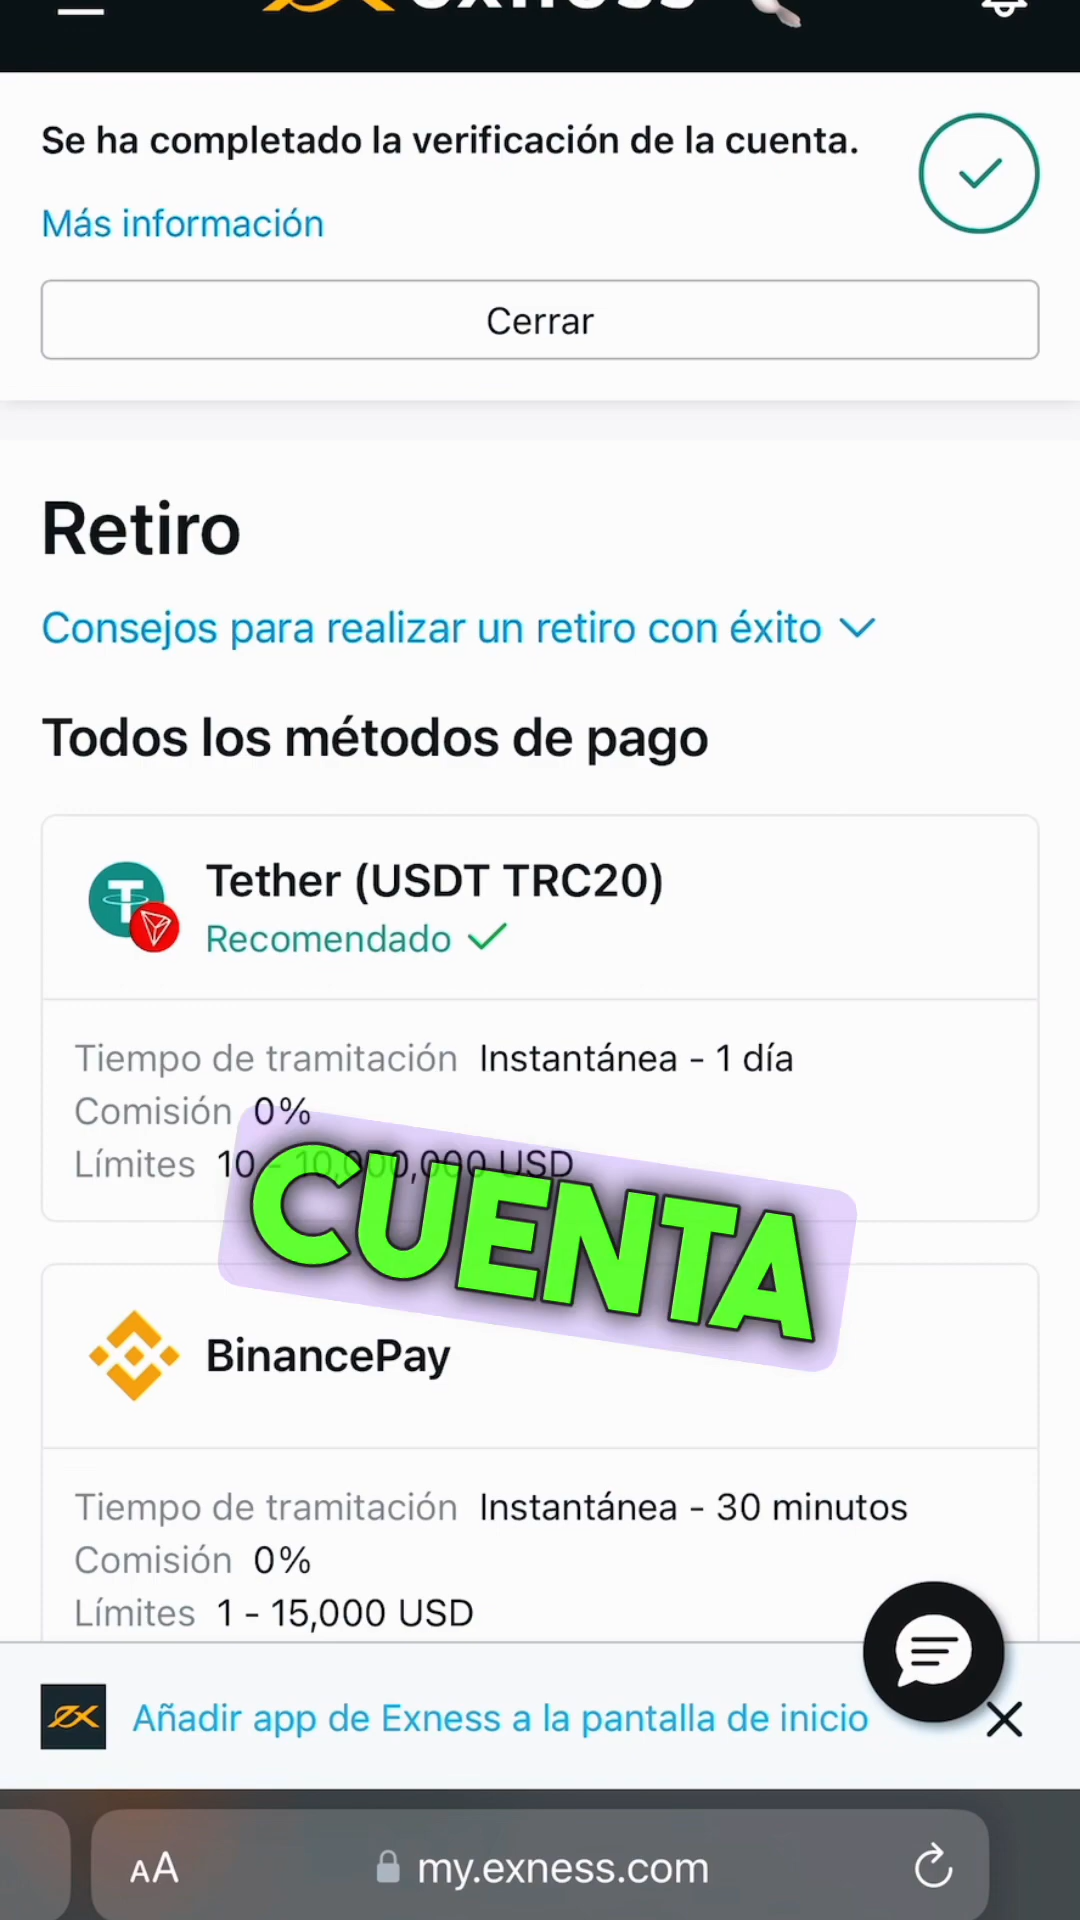 exness
Se ha completado la verificación de la cuenta.
Más información
Cerrar
Retiro
Consejos para realizar un retiro con éxito
Todos los métodos de pago
Tether (USDT TRC20)
Recomendado
Tiempo de tramitación Instantánea - 1 día
Comisión 0%
Límites 10 - 10,000,000 USD
CUENTA
BinancePay
Tiempo de tramitación Instantánea - 30 minutos
Comisión 0%
Límites 1 - 15,000 USD
Añadir app de Exness a la pantalla de inicio
AA my.exness.com